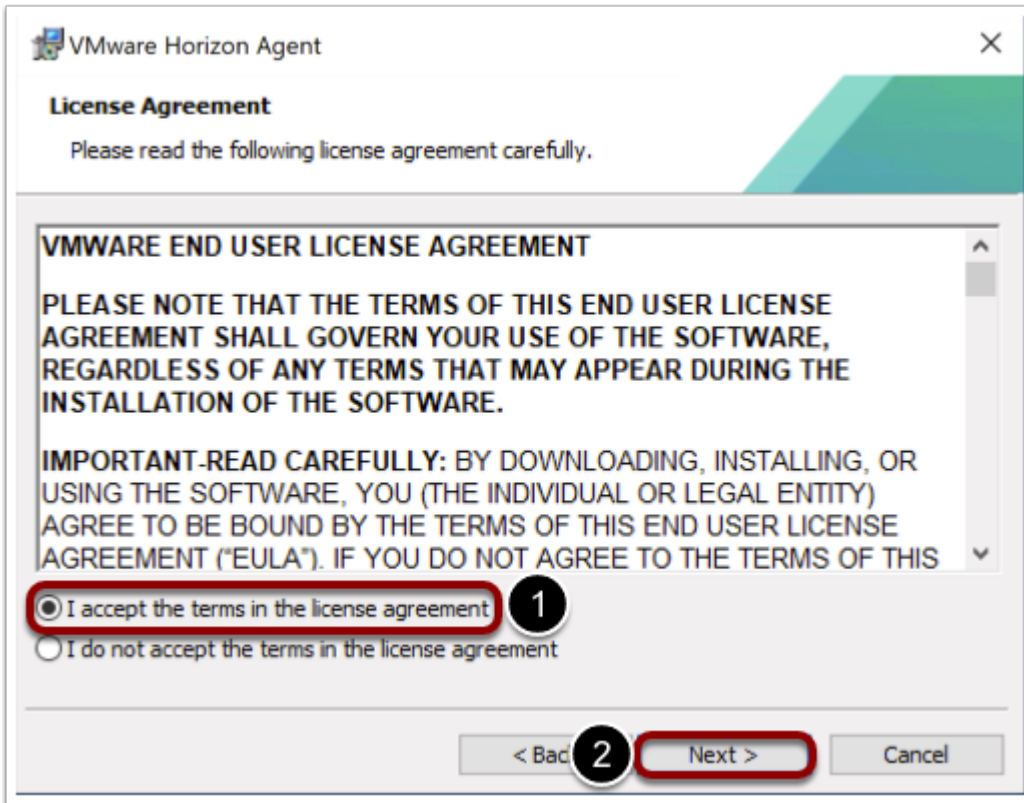 VMware Horizon Agent
License Agreement
Please read the following license agreement carefully.
VMWARE END USER LICENSE AGREEMENT
PLEASE NOTE THAT THE TERMS OF THIS END USER LICENSE
AGREEMENT SHALL GOVERN YOUR USE OF THE SOFTWARE,
REGARDLESS OF ANY TERMS THAT MAY APPEAR DURING THE
INSTALLATION OF THE SOFTWARE.
IMPORTANT-READ CAREFULLY: BY DOWNLOADING, INSTALLING, OR
USING THE SOFTWARE, YOU (THE INDIVIDUAL OR LEGAL ENTITY)
AGREE TO BE BOUND BY THE TERMS OF THIS END USER LICENSE
AGREEMENT (“EULA”). IF YOU DO NOT AGREE TO THE TERMS OF THIS
I accept the terms in the license agreement 1
I do not accept the terms in the license agreement
< Bac 2 Next > Cancel